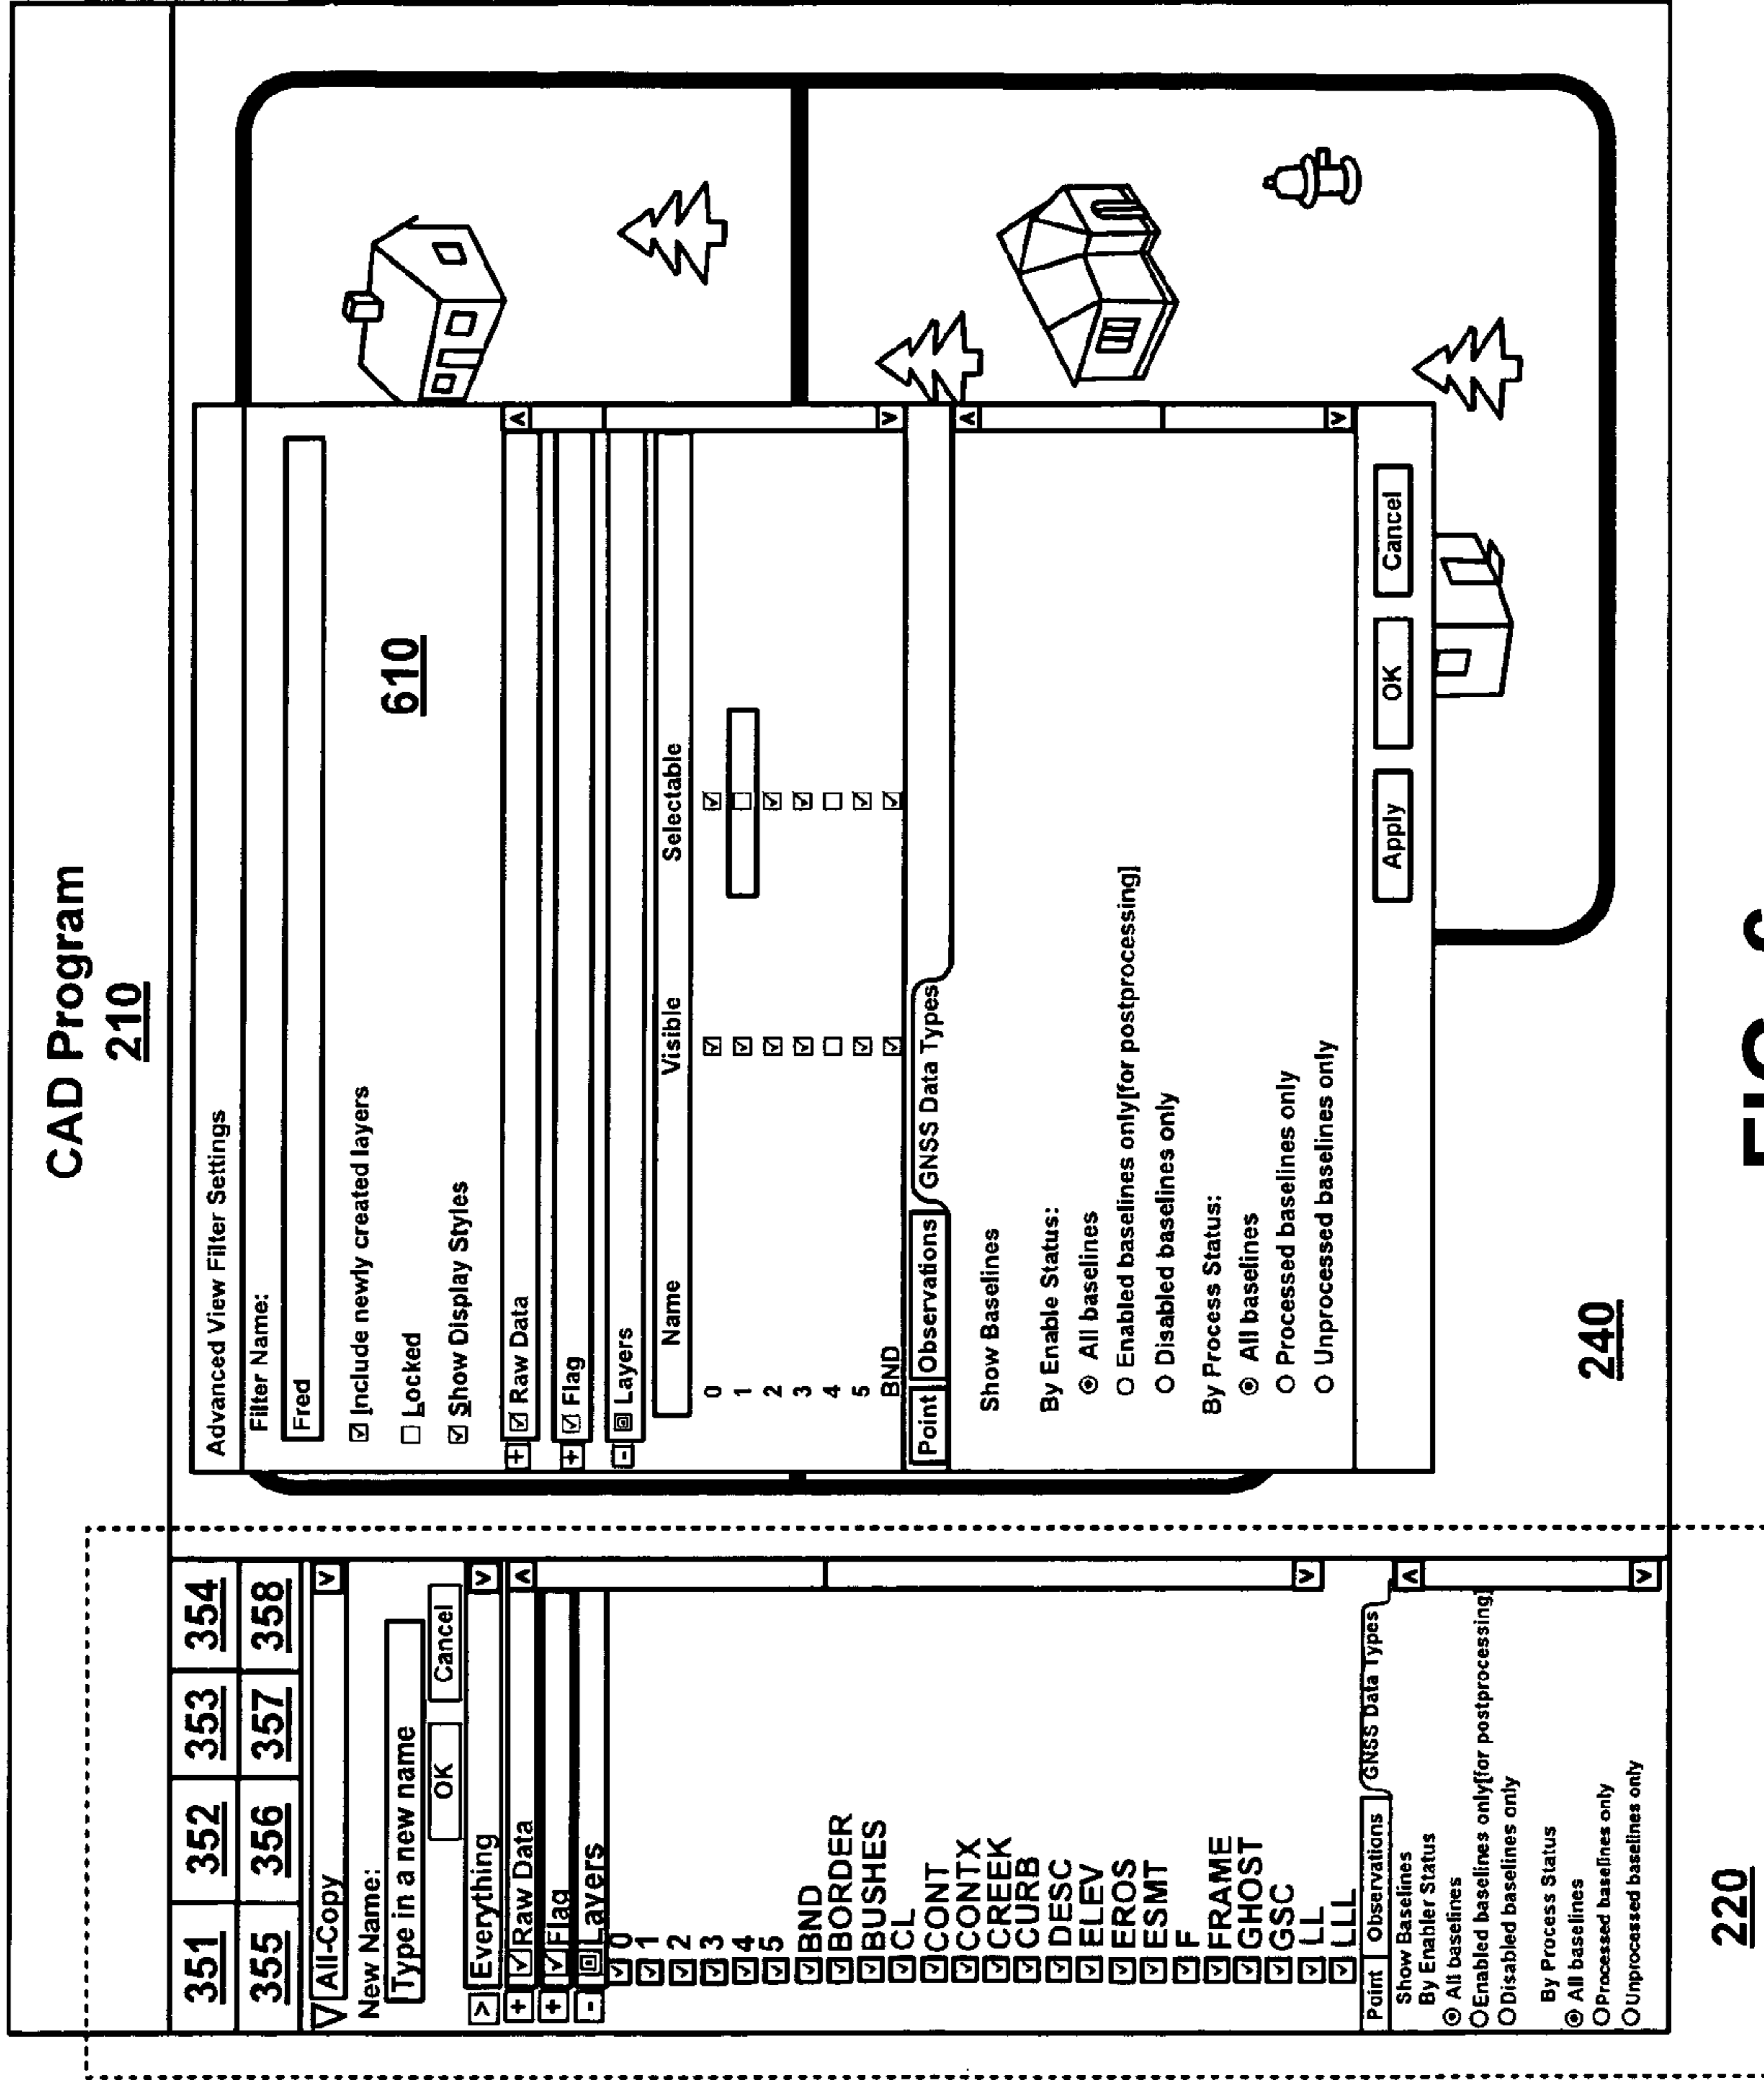 CAD Program
210
351 352 353 354
355 356 357 358
All-Copy
New Name:
Type in a new name
OK Cancel
Everything
Raw Data
Flag
Layers
0
1
2
3
4
5
BND
BORDER
BUSHES
CL
CONT
CONTX
CREEK
CURB
DESC
ELEV
EROS
ESMT
F
FRAME
GHOST
GSC
LL
LLL
Point Observations GNSS Data Types
Show Baselines
By Enabler Status
All baselines
Enabled baselines only[for postprocessing]
Disabled baselines only
By Process Status
All baselines
Processed baselines only
Unprocessed baselines only
220
Advanced View Filter Settings
Filter Name:
Fred
Include newly created layers
Locked
Show Display Styles
610
Raw Data
Flag
Layers
Name Visible Selectable
0
1
2
3
4
5
BND
Point Observations GNSS Data Types
Show Baselines
By Enable Status:
All baselines
Enabled baselines only[for postprocessing]
Disabled baselines only
By Process Status:
All baselines
Processed baselines only
Unprocessed baselines only
Apply OK Cancel
240